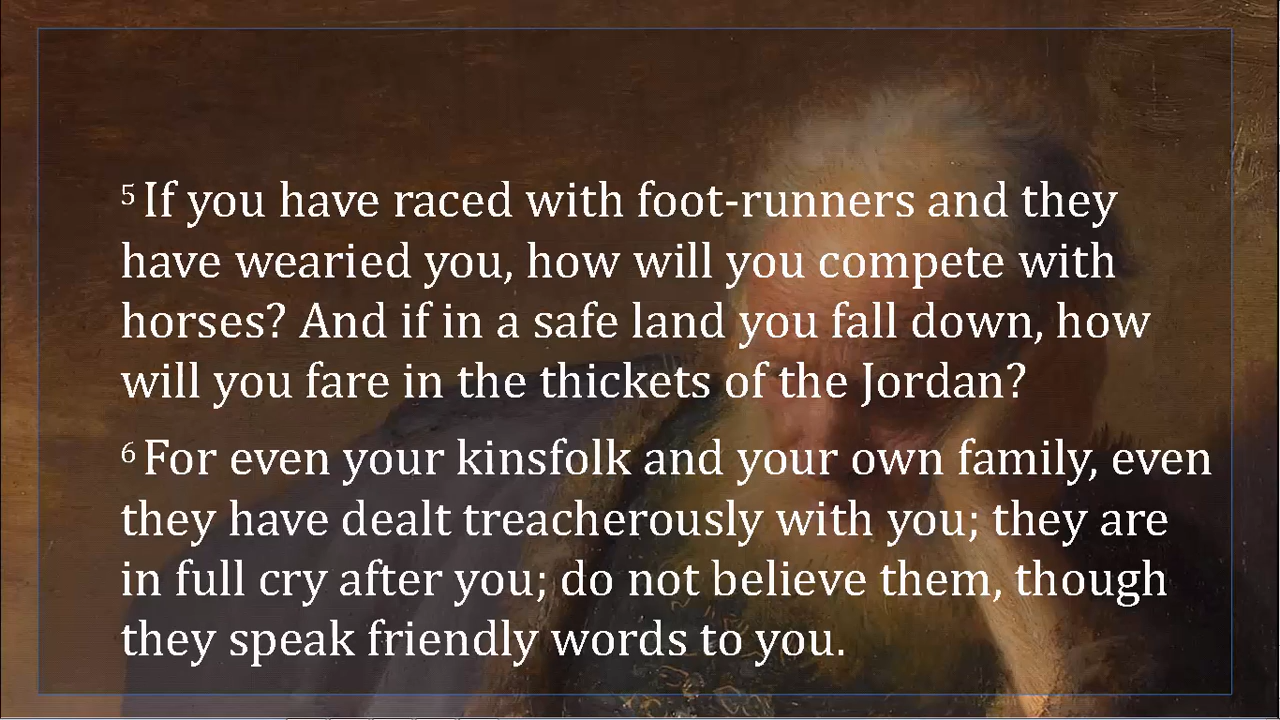 5 If you have raced with foot-runners and they
have wearied you, how will you compete with
horses? And if in a safe land you fall down, how
will you fare in the thickets of the Jordan?
6 For even your kinsfolk and your own family, even
they have dealt treacherously with you; they are
in full cry after you; do not believe them, though
they speak friendly words to you.